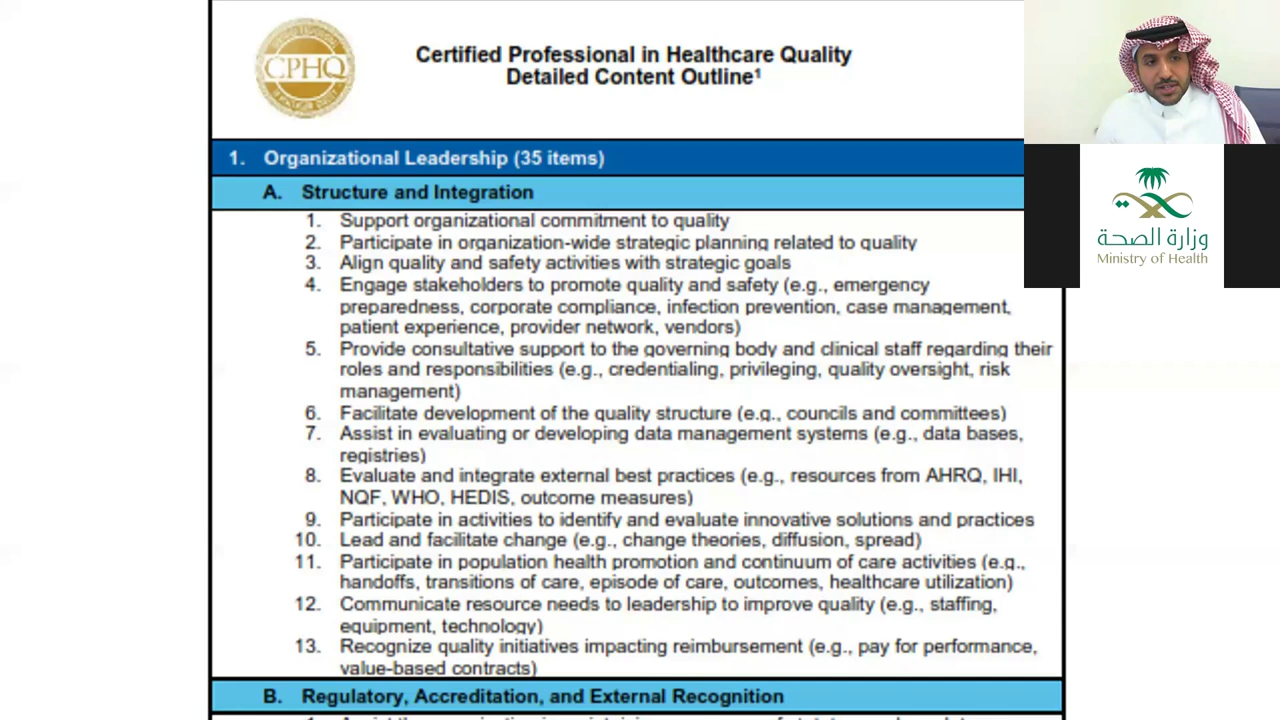 CPHQ
Certified Professional in Healthcare Quality
Detailed Content Outline¹
1. Organizational Leadership (35 items)
A. Structure and Integration
1. Support organizational commitment to quality
2. Participate in organization-wide strategic planning related to quality
3. Align quality and safety activities with strategic goals
4. Engage stakeholders to promote quality and safety (e.g., emergency
preparedness, corporate compliance, infection prevention, case management,
patient experience, provider network, vendors)
5. Provide consultative support to the governing body and clinical staff regarding their
roles and responsibilities (e.g., credentialing, privileging, quality oversight, risk
management)
6. Facilitate development of the quality structure (e.g., councils and committees)
7. Assist in evaluating or developing data management systems (e.g., data bases,
registries)
8. Evaluate and integrate external best practices (e.g., resources from AHRQ, IHI,
NQF, WHO, HEDIS, outcome measures)
9. Participate in activities to identify and evaluate innovative solutions and practices
10. Lead and facilitate change (e.g., change theories, diffusion, spread)
11. Participate in population health promotion and continuum of care activities (e.g.,
handoffs, transitions of care, episode of care, outcomes, healthcare utilization)
12. Communicate resource needs to leadership to improve quality (e.g., staffing,
equipment, technology)
13. Recognize quality initiatives impacting reimbursement (e.g., pay for performance,
value-based contracts)
B. Regulatory, Accreditation, and External Recognition
وزارة الصحة
Ministry of Health